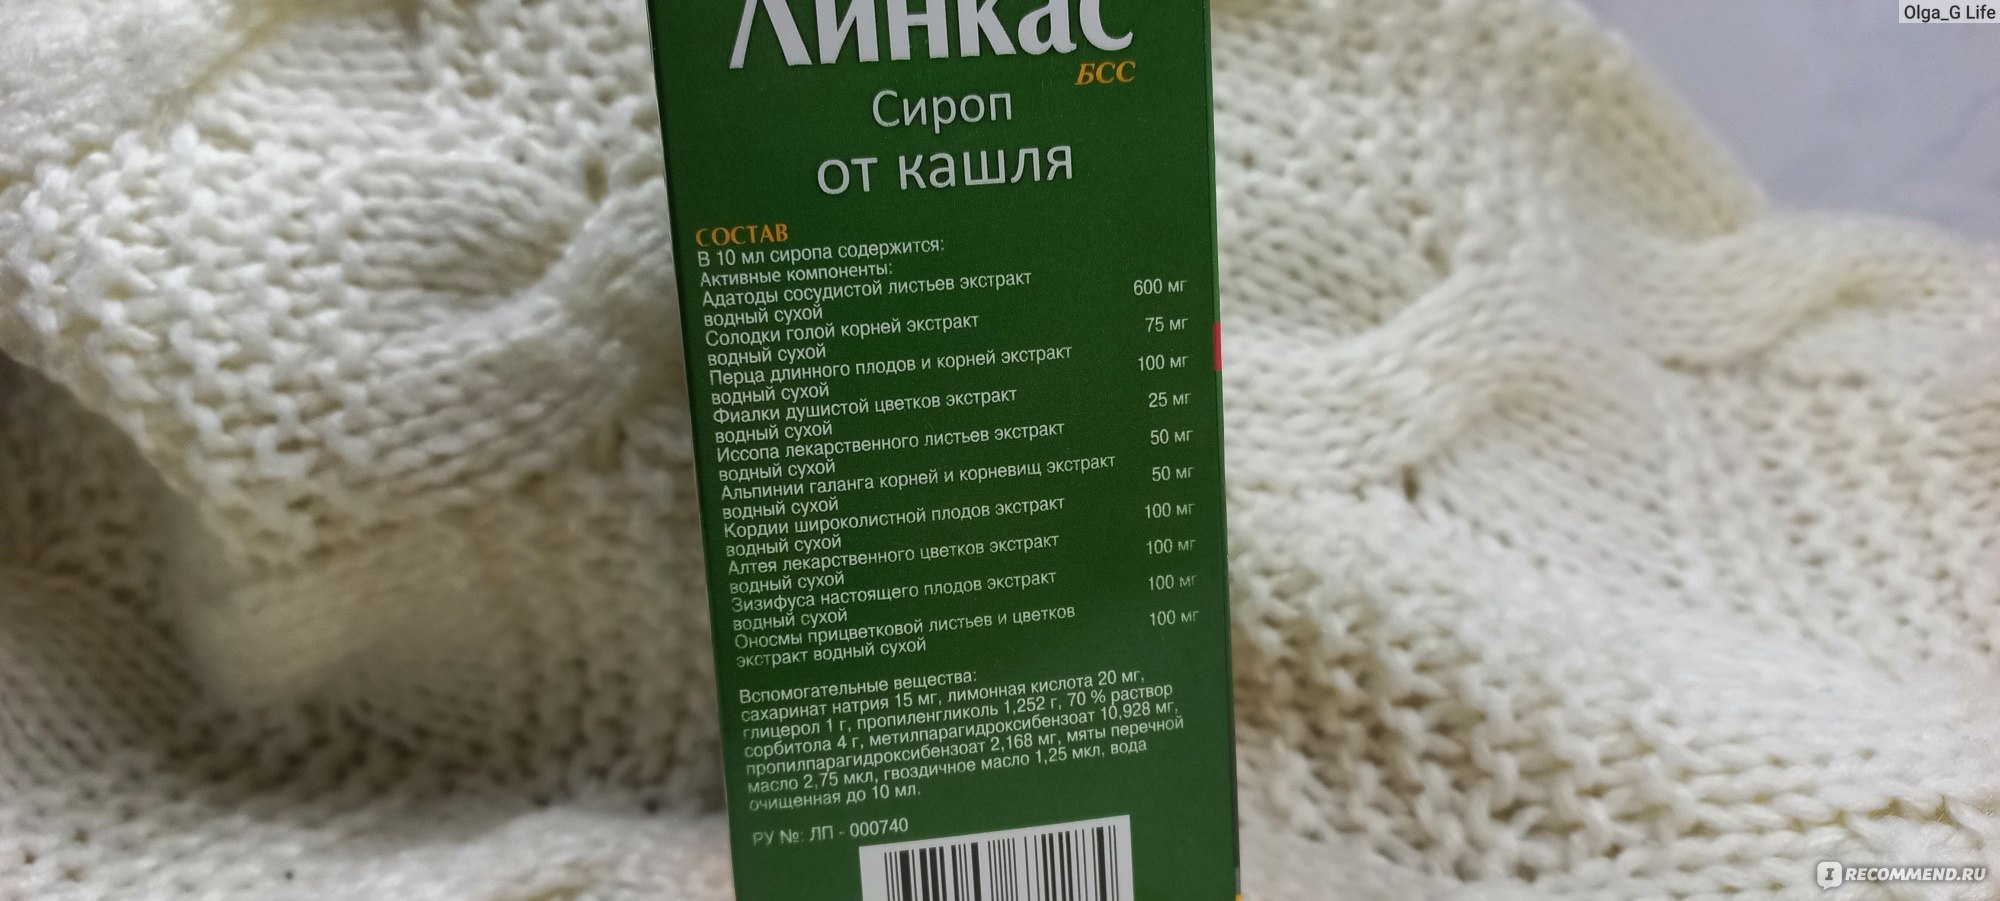 Olga_G Life
Линкас
БСС
Сироп
от кашля
СОСТАВ
В 10 мл сиропа содержится:
Активные компоненты:
Адатоды сосудистой листьев экстракт
водный сухой 600 мг
Солодки голой корней экстракт
водный сухой 75 мг
Перца длинного плодов и корней экстракт
водный сухой 100 мг
Фиалки душистой цветков экстракт
водный сухой 25 мг
Иссопа лекарственного листьев экстракт
водный сухой 50 мг
Альпинии галанга корней и корневищ экстракт
водный сухой 50 мг
Кордии широколистной плодов экстракт
водный сухой 100 мг
Алтея лекарственного цветков экстракт
водный сухой 100 мг
Зизифуса настоящего плодов экстракт
водный сухой 100 мг
Оносмы прицветковой листьев и цветков
экстракт водный сухой 100 мг
Вспомогательные вещества:
сахаринат натрия 15 мг, лимонная кислота 20 мг,
глицерол 1 г, пропиленгликоль 1,252 г, 70 % раствор
сорбитола 4 г, метилпарагидроксибензоат 10,928 мг,
пропилпарагидроксибензоат 2,168 мг, мяты перечной
масло 2,75 мкл, гвоздичное масло 1,25 мкл, вода
очищенная до 10 мл.
РУ №: ЛП - 000740
IRECOMMEND.RU